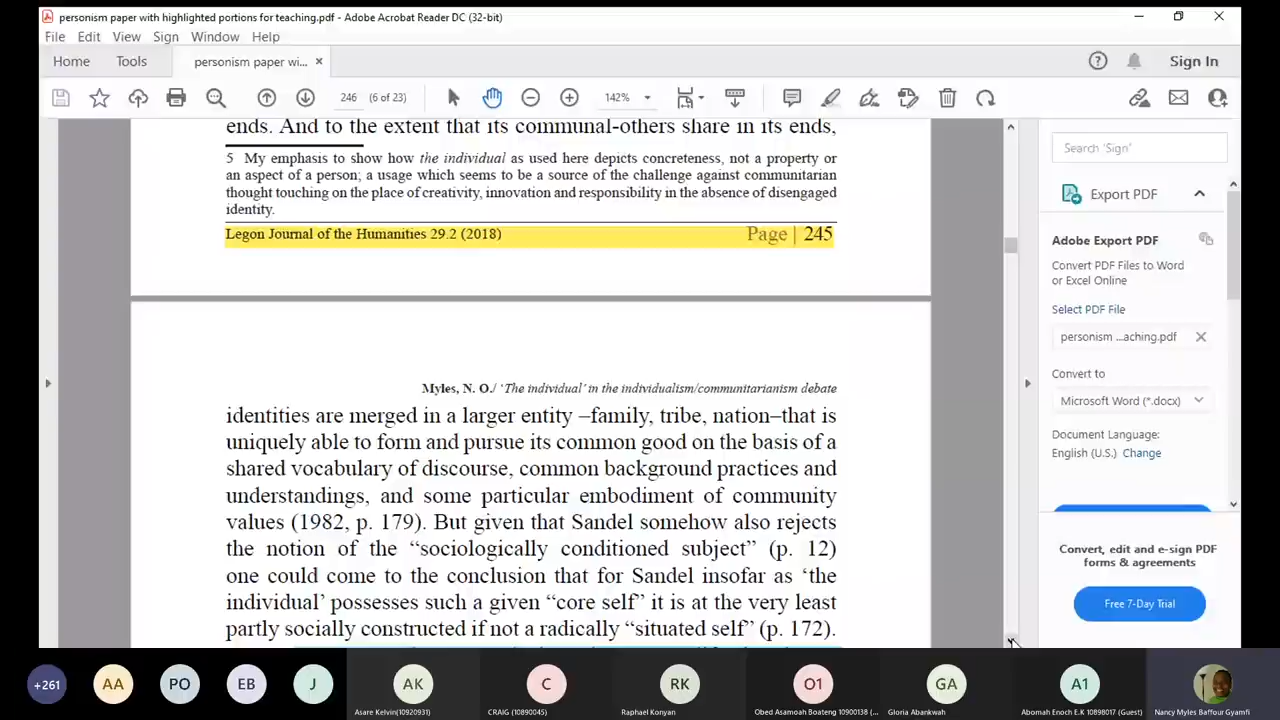 personism paper with highlighted portions for teaching.pdf - Adobe Acrobat Reader DC (32-bit)
File Edit View Sign Window Help
Home Tools personism paper wi... × Sign In
246 (6 of 23) 142%
ends. And to the extent that its communal-others share in its ends,
5 My emphasis to show how the individual as used here depicts concreteness, not a property or
an aspect of a person; a usage which seems to be a source of the challenge against communitarian
thought touching on the place of creativity, innovation and responsibility in the absence of disengaged
identity.
Legon Journal of the Humanities 29.2 (2018) Page | 245
Myles, N. O./ ‘The individual’ in the individualism/communitarianism debate
identities are merged in a larger entity –family, tribe, nation–that is
uniquely able to form and pursue its common good on the basis of a
shared vocabulary of discourse, common background practices and
understandings, and some particular embodiment of community
values (1982, p. 179). But given that Sandel somehow also rejects
the notion of the “sociologically conditioned subject” (p. 12)
one could come to the conclusion that for Sandel insofar as ‘the
individual’ possesses such a given “core self” it is at the very least
partly socially constructed if not a radically “situated self” (p. 172).
Search 'Sign'
Export PDF
Adobe Export PDF
Convert PDF Files to Word
or Excel Online
Select PDF File
personism ...aching.pdf ×
Convert to
Microsoft Word (*.docx)
Document Language:
English (U.S.) Change
Convert, edit and e-sign PDF
forms & agreements
Free 7-Day Trial
+261 AA PO EB J AK C RK O1 GA A1
Asare Kelvin(10920931) CRAIG (10890045) Raphael Konyan Obed Asamoah Boateng 10900138 (... Gloria Abankwah Abomah Enoch E.K 10898017 (Guest) Nancy Myles Baffour Gyamfi